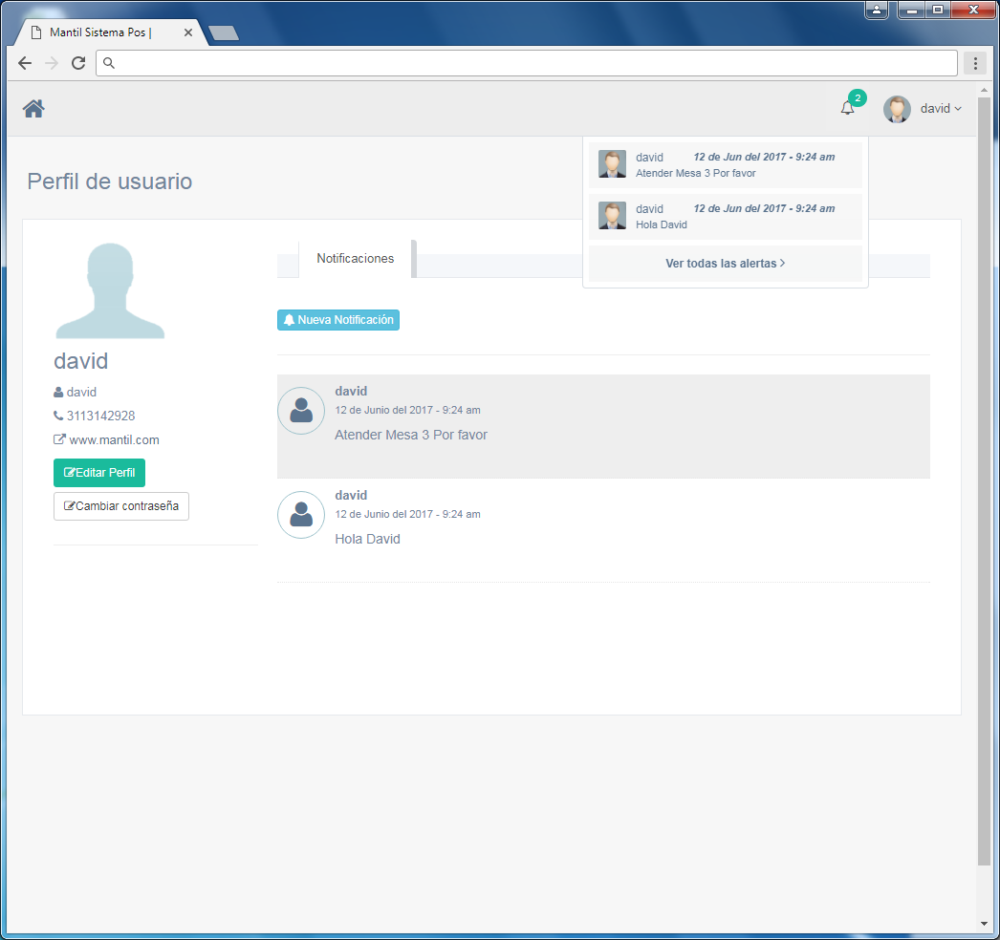 Mantil Sistema Pos |
2
david
Perfil de usuario
david 12 de Jun del 2017 - 9:24 am
Atender Mesa 3 Por favor
david 12 de Jun del 2017 - 9:24 am
Hola David
Ver todas las alertas
Notificaciones
Nueva Notificación
david
david
3113142928
www.mantil.com
Editar Perfil
Cambiar contraseña
david
12 de Junio del 2017 - 9:24 am
Atender Mesa 3 Por favor
david
12 de Junio del 2017 - 9:24 am
Hola David